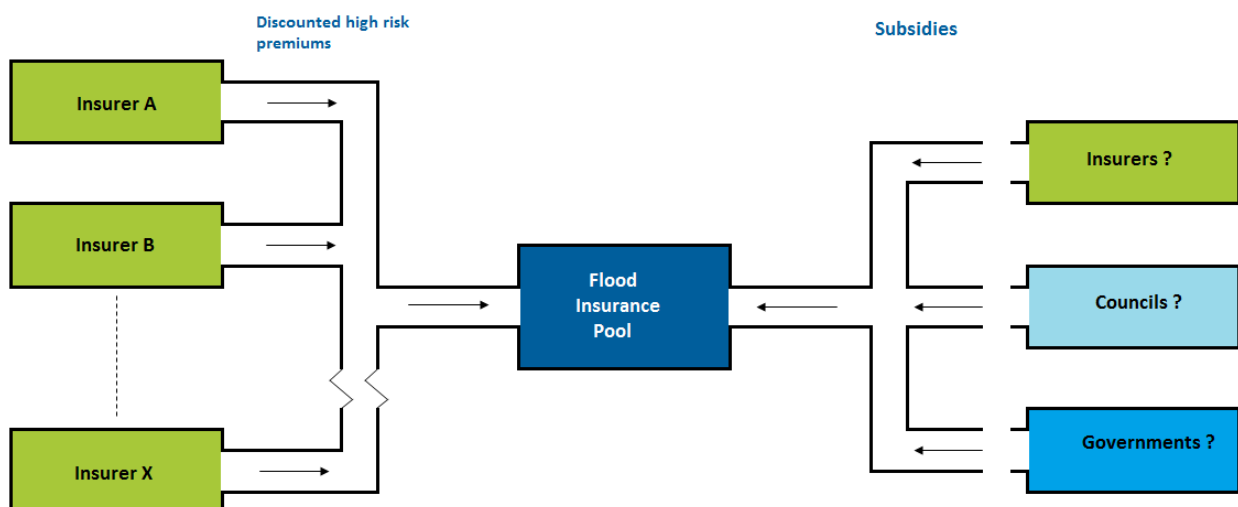 Discounted high risk
premiums
Subsidies
Insurer A
Insurers ?
Insurer B
Flood
Insurance
Pool
Councils ?
Governments ?
Insurer X